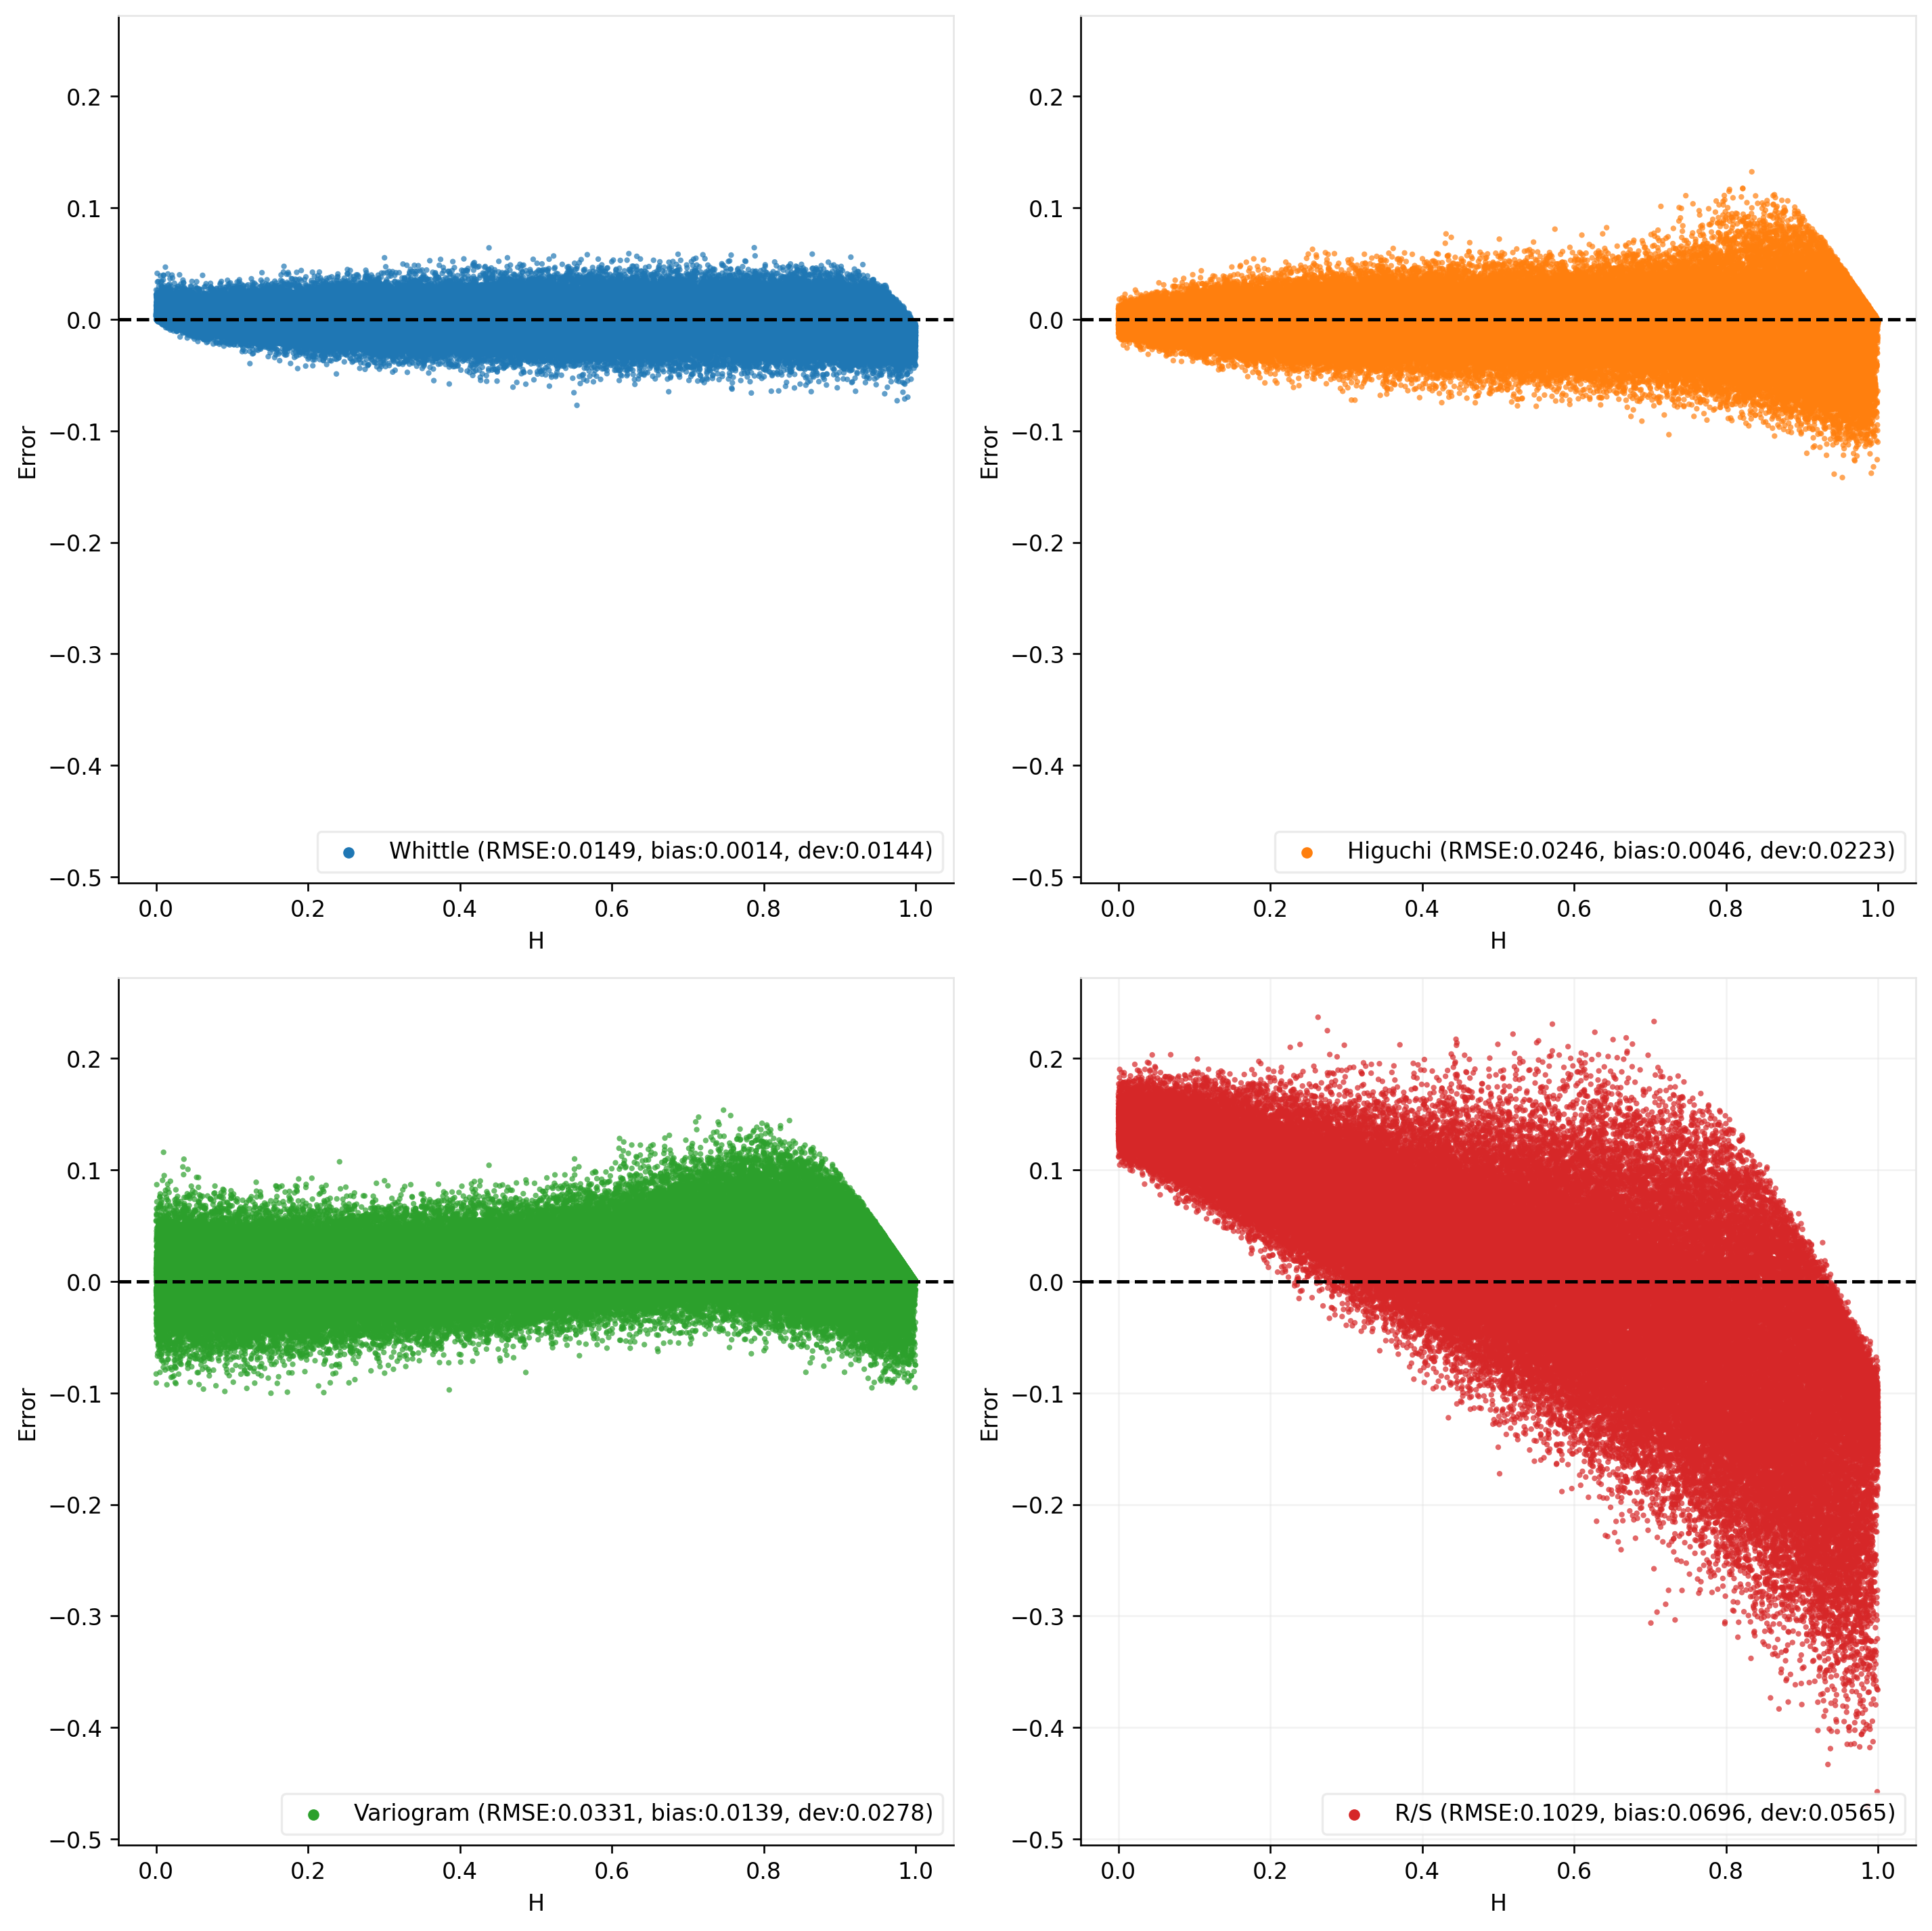 0.2
0.1
0.0
−0.1
−0.2
−0.3
−0.4
−0.5
Error
Whittle (RMSE:0.0149, bias:0.0014, dev:0.0144)
0.0 0.2 0.4 0.6 0.8 1.0
H
0.2
0.1
0.0
−0.1
−0.2
−0.3
−0.4
−0.5
Error
Higuchi (RMSE:0.0246, bias:0.0046, dev:0.0223)
0.0 0.2 0.4 0.6 0.8 1.0
H
0.2
0.1
0.0
−0.1
−0.2
−0.3
−0.4
−0.5
Error
Variogram (RMSE:0.0331, bias:0.0139, dev:0.0278)
0.0 0.2 0.4 0.6 0.8 1.0
H
0.2
0.1
0.0
−0.1
−0.2
−0.3
−0.4
−0.5
Error
R/S (RMSE:0.1029, bias:0.0696, dev:0.0565)
0.0 0.2 0.4 0.6 0.8 1.0
H